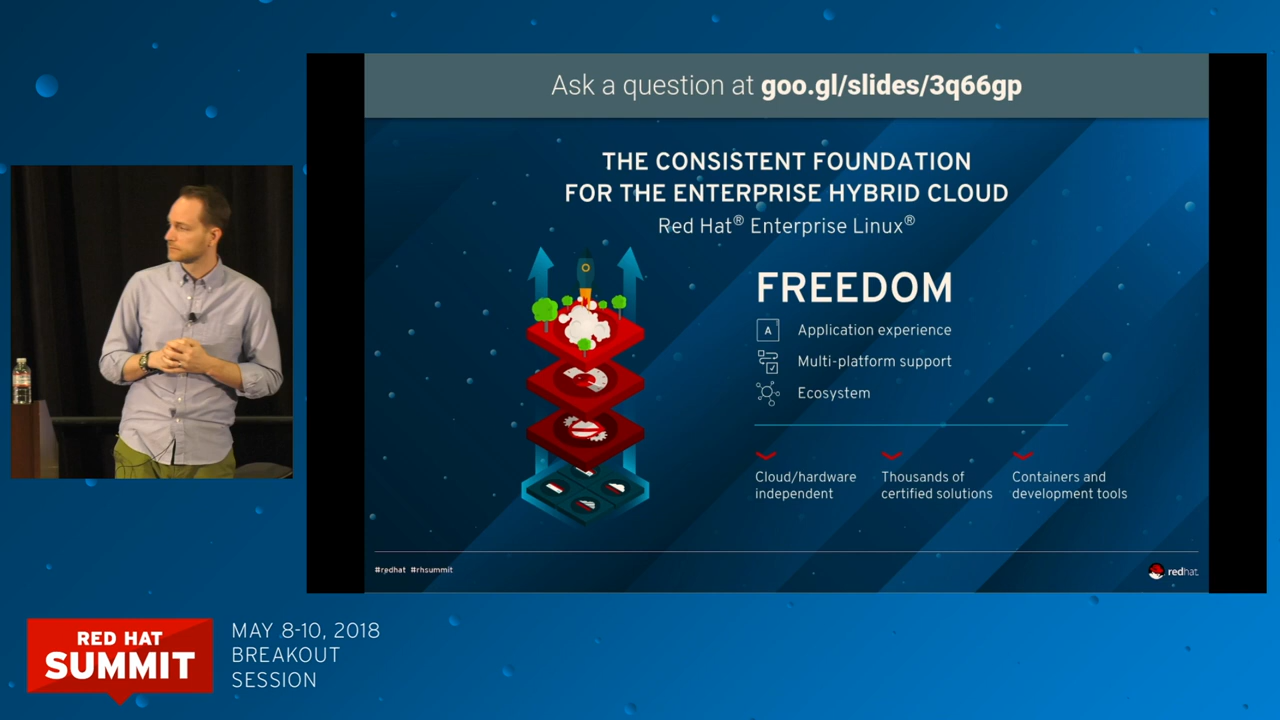 Ask a question at goo.gl/slides/3q66gp
THE CONSISTENT FOUNDATION
FOR THE ENTERPRISE HYBRID CLOUD
Red Hat® Enterprise Linux®
FREEDOM
A
Application experience
Multi-platform support
Ecosystem
Cloud/hardware
independent
Thousands of
certified solutions
Containers and
development tools
#redhat #rhsummit
redhat.
RED HAT
SUMMIT
MAY 8-10, 2018
BREAKOUT
SESSION